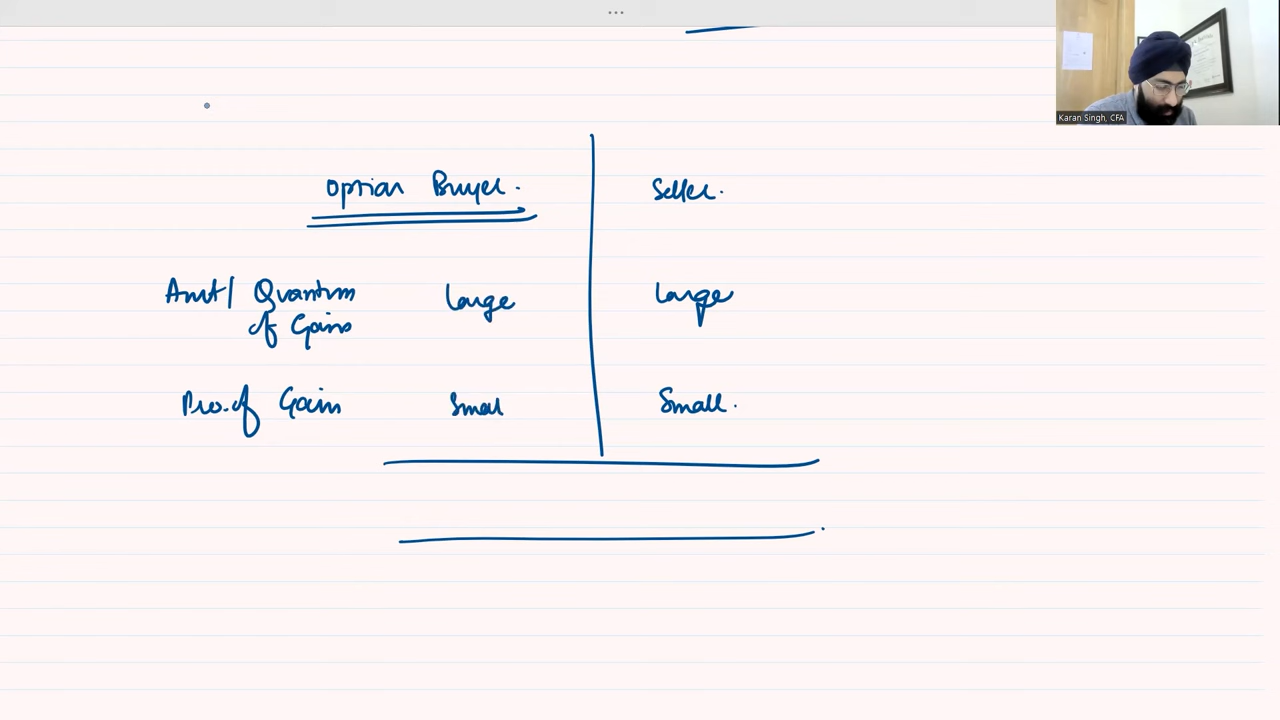 Karan Singh, CFA
Option Buyer.
Seller.
Amt/ Quantum of Gains
Large
Large
Pro. of Gain
Small
Small.